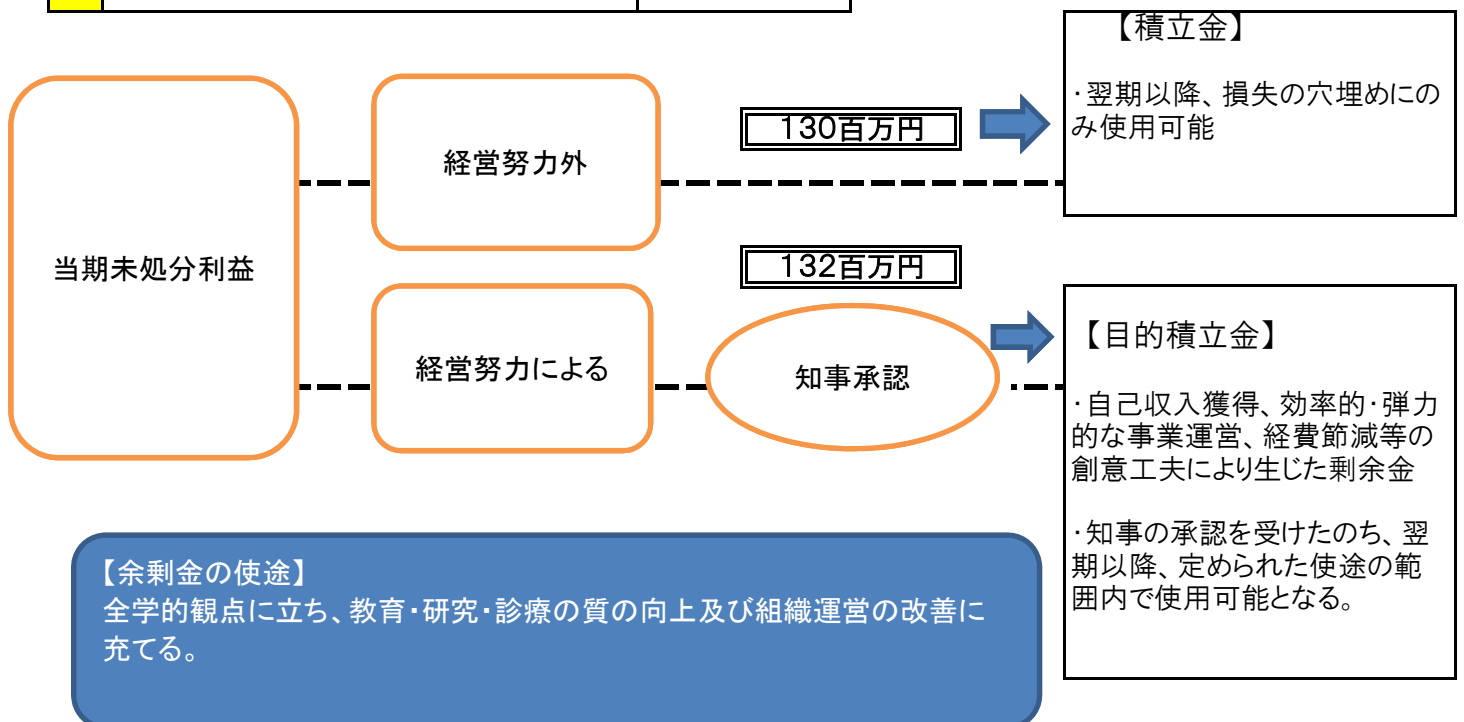 【積立金】
・翌期以降、損失の穴埋めにの
み使用可能
130百万円
経営努力外
当期未処分利益
132百万円
経営努力による
知事承認
【目的積立金】
・自己収入獲得、効率的・弾力
的な事業運営、経費節減等の
創意工夫により生じた剰余金
・知事の承認を受けたのち、翌
期以降、定められた使途の範
囲内で使用可能となる。
【余剰金の使途】
全学的観点に立ち、教育・研究・診療の質の向上及び組織運営の改善に
充てる。